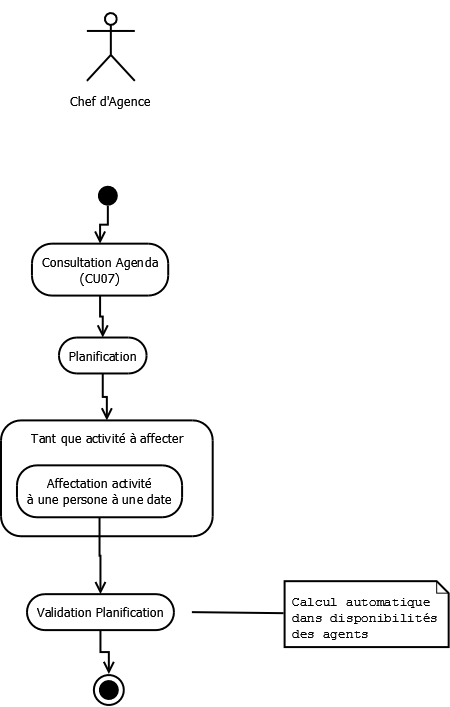 Chef d'Agence
Consultation Agenda
(CU07)
Planification
Tant que activité à affecter
Affectation activité
à une persone à une date
Validation Planification
Calcul automatique
dans disponibilités
des agents